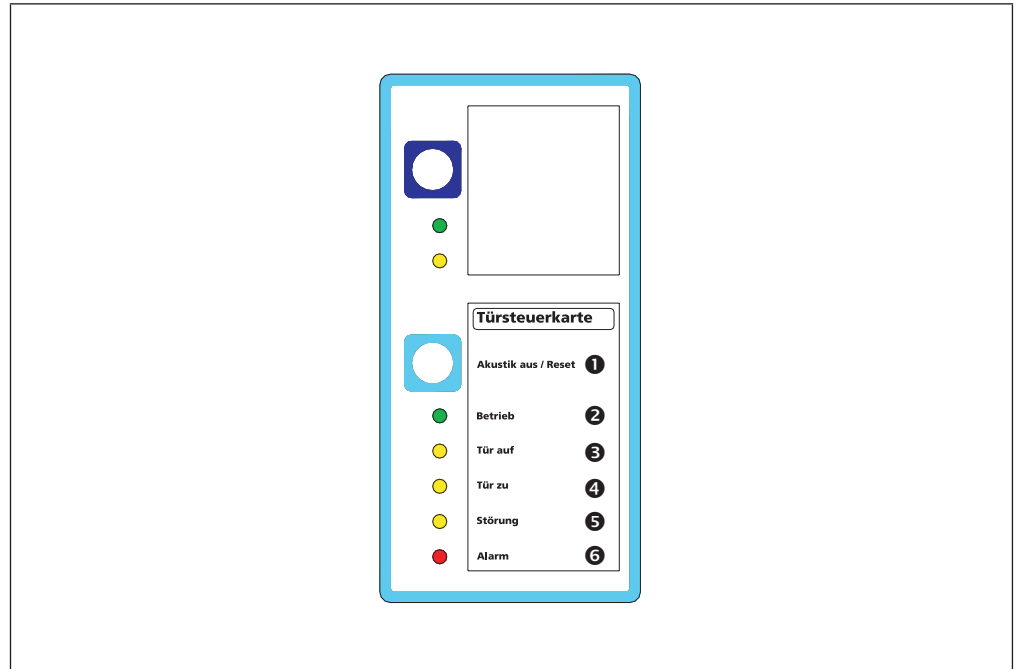 Türsteuerkarte
Akustik aus / Reset ❶
Betrieb ❷
Tür auf ❸
Tür zu ❹
Störung ❺
Alarm ❻